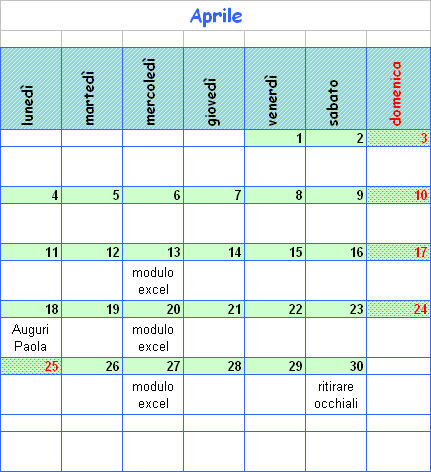 Aprile
lunedì martedì mercoledì giovedì venerdì sabato domenica
1 2 3
4 5 6 7 8 9 10
11 12 13 14 15 16 17
modulo
excel
18 19 20 21 22 23 24
Auguri modulo
Paola excel
25 26 27 28 29 30
modulo ritirare
excel occhiali